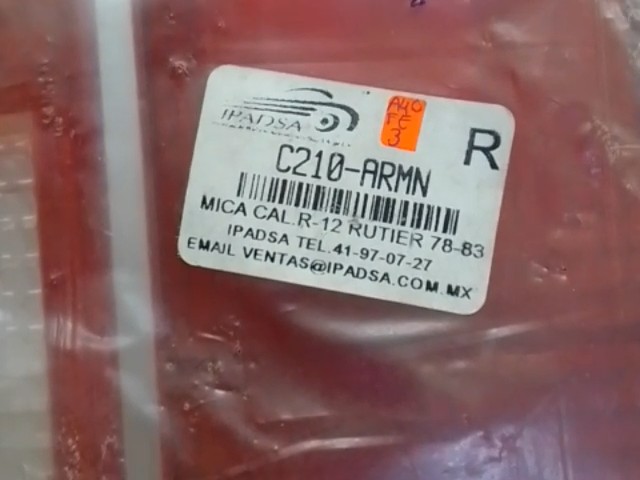 IPADSA
AYO
FE
3
R
C210-ARMN
MICA CAL.R-12 RUTIER 78-83
IPADSA TEL.41-97-07-27
EMAIL VENTAS@IPADSA.COM.MX